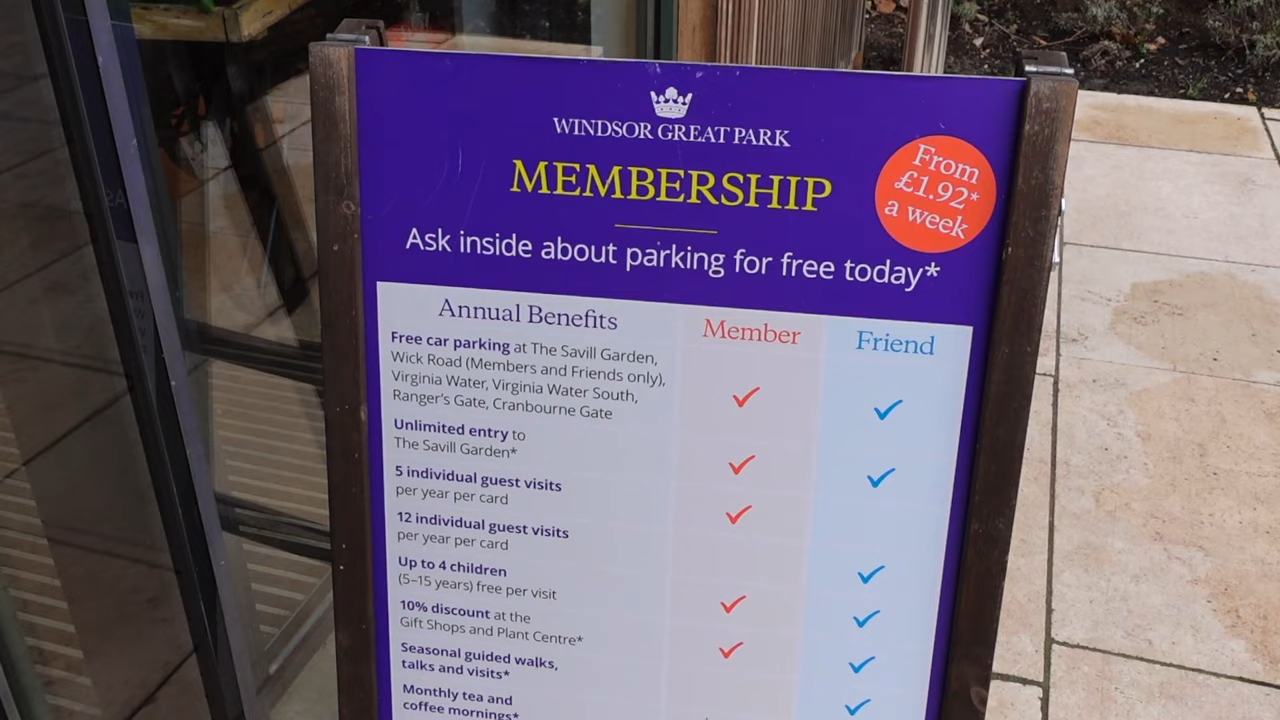 WINDSOR GREAT PARK
MEMBERSHIP
From
£1.92*
a week
Ask inside about parking for free today*
Annual Benefits
Member
Friend
Free car parking at The Savill Garden,
Wick Road (Members and Friends only),
Virginia Water, Virginia Water South,
Ranger's Gate, Cranbourne Gate
Unlimited entry to
The Savill Garden*
5 individual guest visits
per year per card
12 individual guest visits
per year per card
Up to 4 children
(5–15 years) free per visit
10% discount at the
Gift Shops and Plant Centre*
Seasonal guided walks,
talks and visits*
Monthly tea and
coffee mornings*